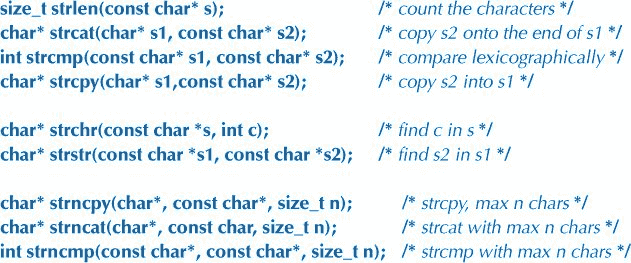 size_t strlen(const char* s); /* count the characters */
char* strcat(char* s1, const char* s2); /* copy s2 onto the end of s1 */
int strcmp(char* s1, const char* s2); /* compare lexicographically */
char* strcpy(char* s1,const char* s2); /* copy s2 into s1 */
char* strchr(const char *s, int c); /* find c in s */
char* strstr(const char *s1, const char *s2); /* find s2 in s1 */
char* strncpy(char*, const char*, size_t n); /* strcpy, max n chars */
char* strncat(char*, const char, size_t n); /* strcat with max n chars */
int strncmp(const char*, const char*, size_t n); /* strcmp with max n chars */